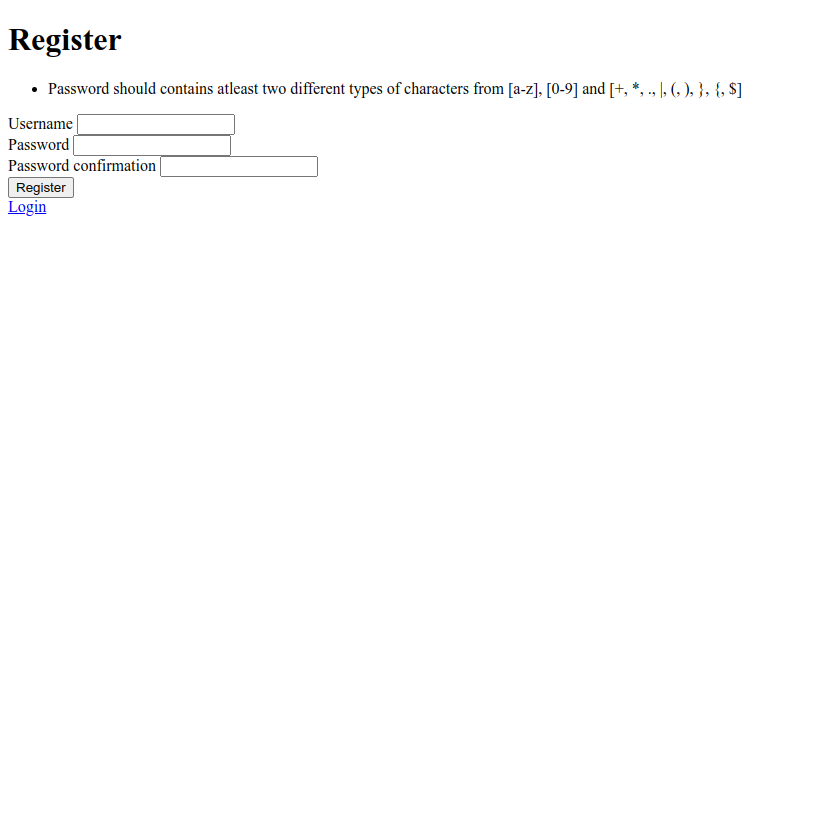 Register
• Password should contains atleast two different types of characters from [a-z], [0-9] and [+, *, ., |, (, ), }, {, $]
Username
Password
Password confirmation
Register
Login